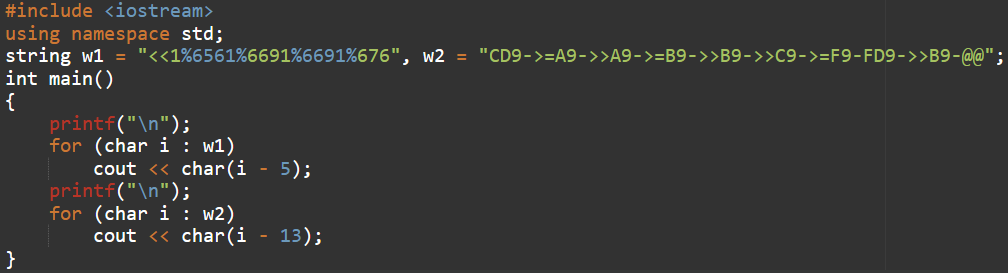 #include <iostream>
using namespace std;
string w1 = "<<1%6561%6691%6691%676", w2 = "CD9->=A9->>A9->=B9->>B9->>C9->=F9-FD9->>B9-@@";
int main()
{
    printf("\n");
    for (char i : w1)
        cout << char(i - 5);
    printf("\n");
    for (char i : w2)
        cout << char(i - 13);
}